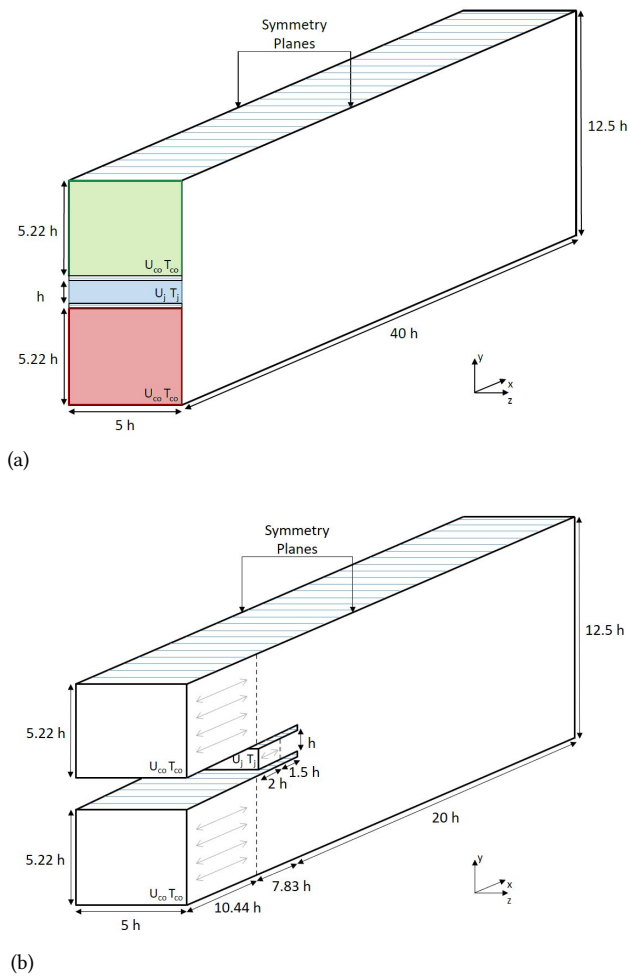 Symmetry
Planes
12.5 h
5.22 h
U_co T_co
h
U_j T_j
5.22 h
40 h
y
x
z
U_co T_co
5 h
(a)
Symmetry
Planes
12.5 h
5.22 h
h
U_j T_j
U_co T_co
1.5 h
2 h
20 h
5.22 h
y
x
z
7.83 h
U_co T_co
10.44 h
5 h
(b)